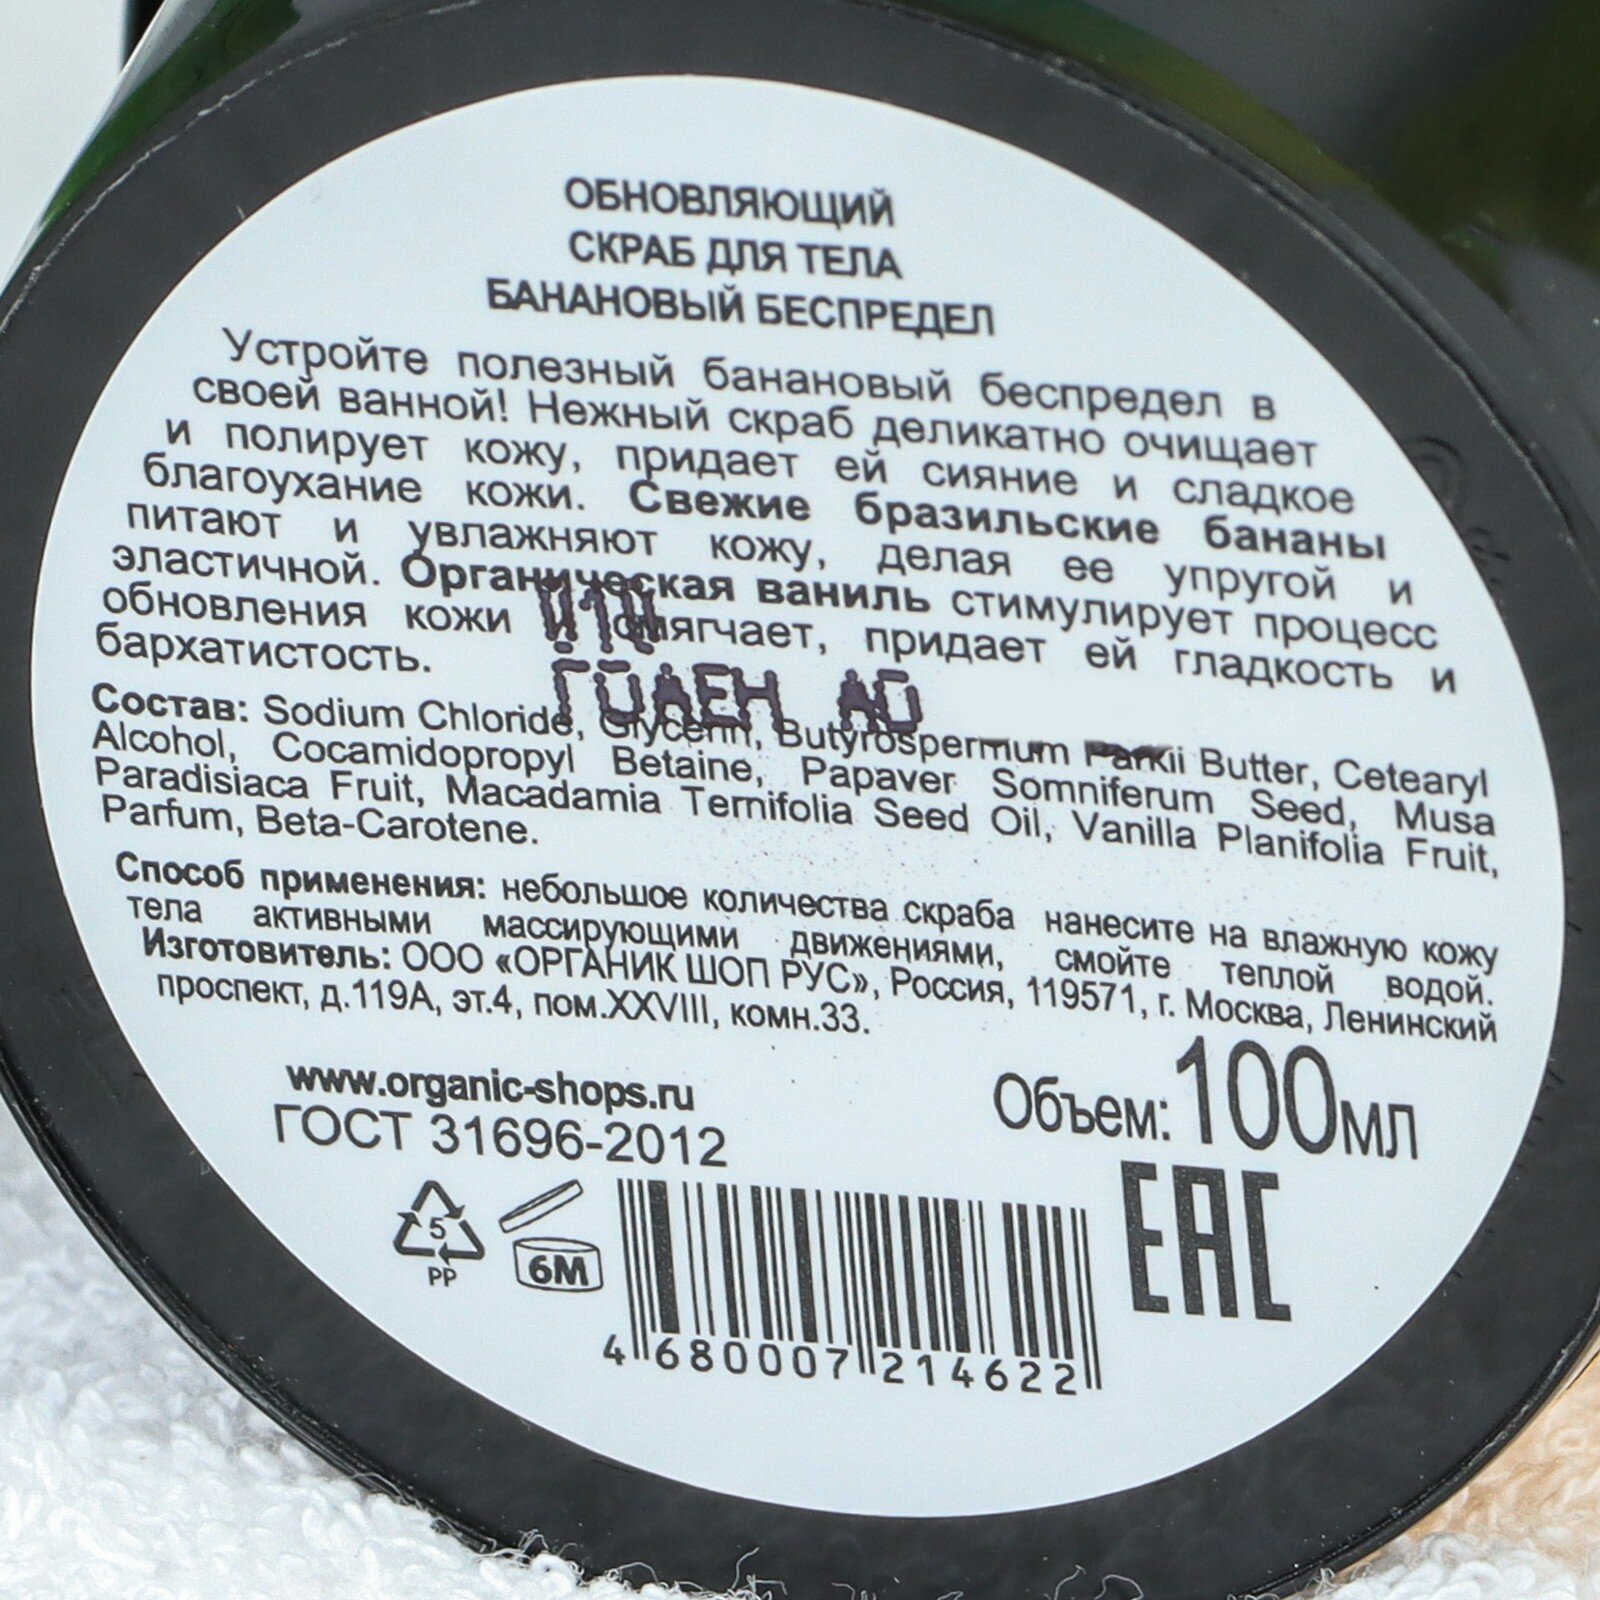 ОБНОВЛЯЮЩИЙ
СКРАБ ДЛЯ ТЕЛА
БАНАНОВЫЙ БЕСПРЕДЕЛ
Устройте полезный банановый беспредел в
своей ванной! Нежный скраб деликатно очищает
и полирует кожу, придает ей сияние и сладкое
благоухание кожи. Свежие бразильские бананы
питают и увлажняют кожу, делая ее упругой и
эластичной. Органическая ваниль стимулирует процесс
обновления кожи и смягчает, придает ей гладкость и
бархатистость.
ГОДЕН ДО
Состав: Sodium Chloride, Glycerin, Butyrospermum Parkii Butter, Cetearyl
Alcohol, Cocamidopropyl Betaine, Papaver Somniferum Seed, Musa
Paradisiaca Fruit, Macadamia Ternifolia Seed Oil, Vanilla Planifolia Fruit,
Parfum, Beta-Carotene.
Способ применения: небольшое количества скраба нанесите на влажную кожу
тела активными массирующими движениями, смойте теплой водой.
Изготовитель: ООО «ОРГАНИК ШОП РУС», Россия, 119571, г. Москва, Ленинский
проспект, д.119А, эт.4, пом.XXVIII, комн.33.
www.organic-shops.ru
ГОСТ 31696-2012
Объем: 100мл
5
PP
6M
EAC
4 680007 214622